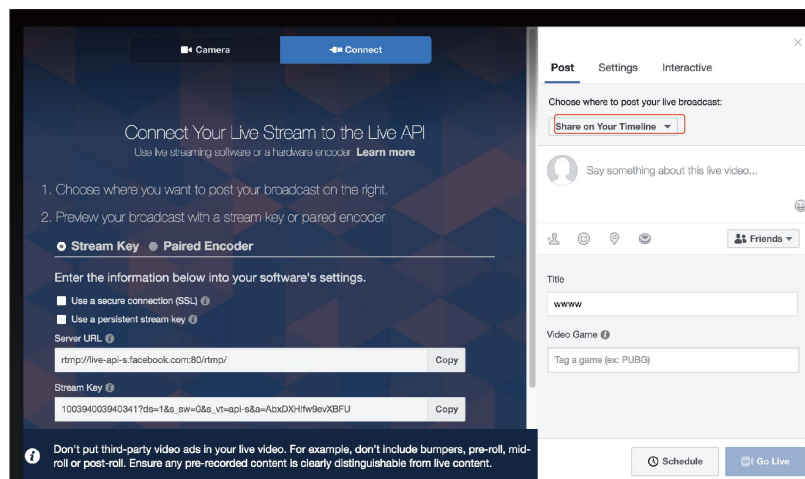 Camera
Connect
Connect Your Live Stream to the Live API
Use live streaming software or a hardware encoder. Learn more
1. Choose where you want to post your broadcast on the right.
2. Preview your broadcast with a stream key or paired encoder.
Stream Key Paired Encoder
Enter the information below into your software's settings.
Use a secure connection (SSL)
Use a persistent stream key
Server URL
rtmp://live-api-s.facebook.com:80/rtmp/
Copy
Stream Key
100394003940341?ds=1&s_sw=0&s_vt=api-s&a=AbxDXHIfw9evXBFU
Copy
Don't put third-party video ads in your live video. For example, don't include bumpers, pre-roll, mid-
roll or post-roll. Ensure any pre-recorded content is clearly distinguishable from live content.
Post Settings Interactive
Choose where to post your live broadcast:
Share on Your Timeline
Say something about this live video...
Friends
Title
wwww
Video Game
Tag a game (ex: PUBG)
Schedule
Go Live